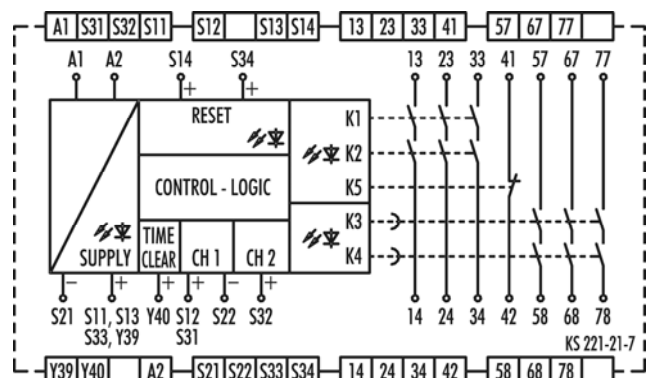 A1 S31 S32 S11 S12 S13 S14 13 23 33 41 57 67 77
A1 A2 S14 S34 13 23 33 41 57 67 77
+ +
RESET K1
K2
CONTROL - LOGIC K5
K3
SUPPLY TIME CLEAR CH 1 CH 2 K4
− + + + − +
S21 S11, S13 Y40 S12 S22 S32 14 24 34 42 58 68 78
S33, Y39 S31
KS 221-21-7
Y39 Y40 A2 S21 S22 S33 S34 14 24 34 42 58 68 78